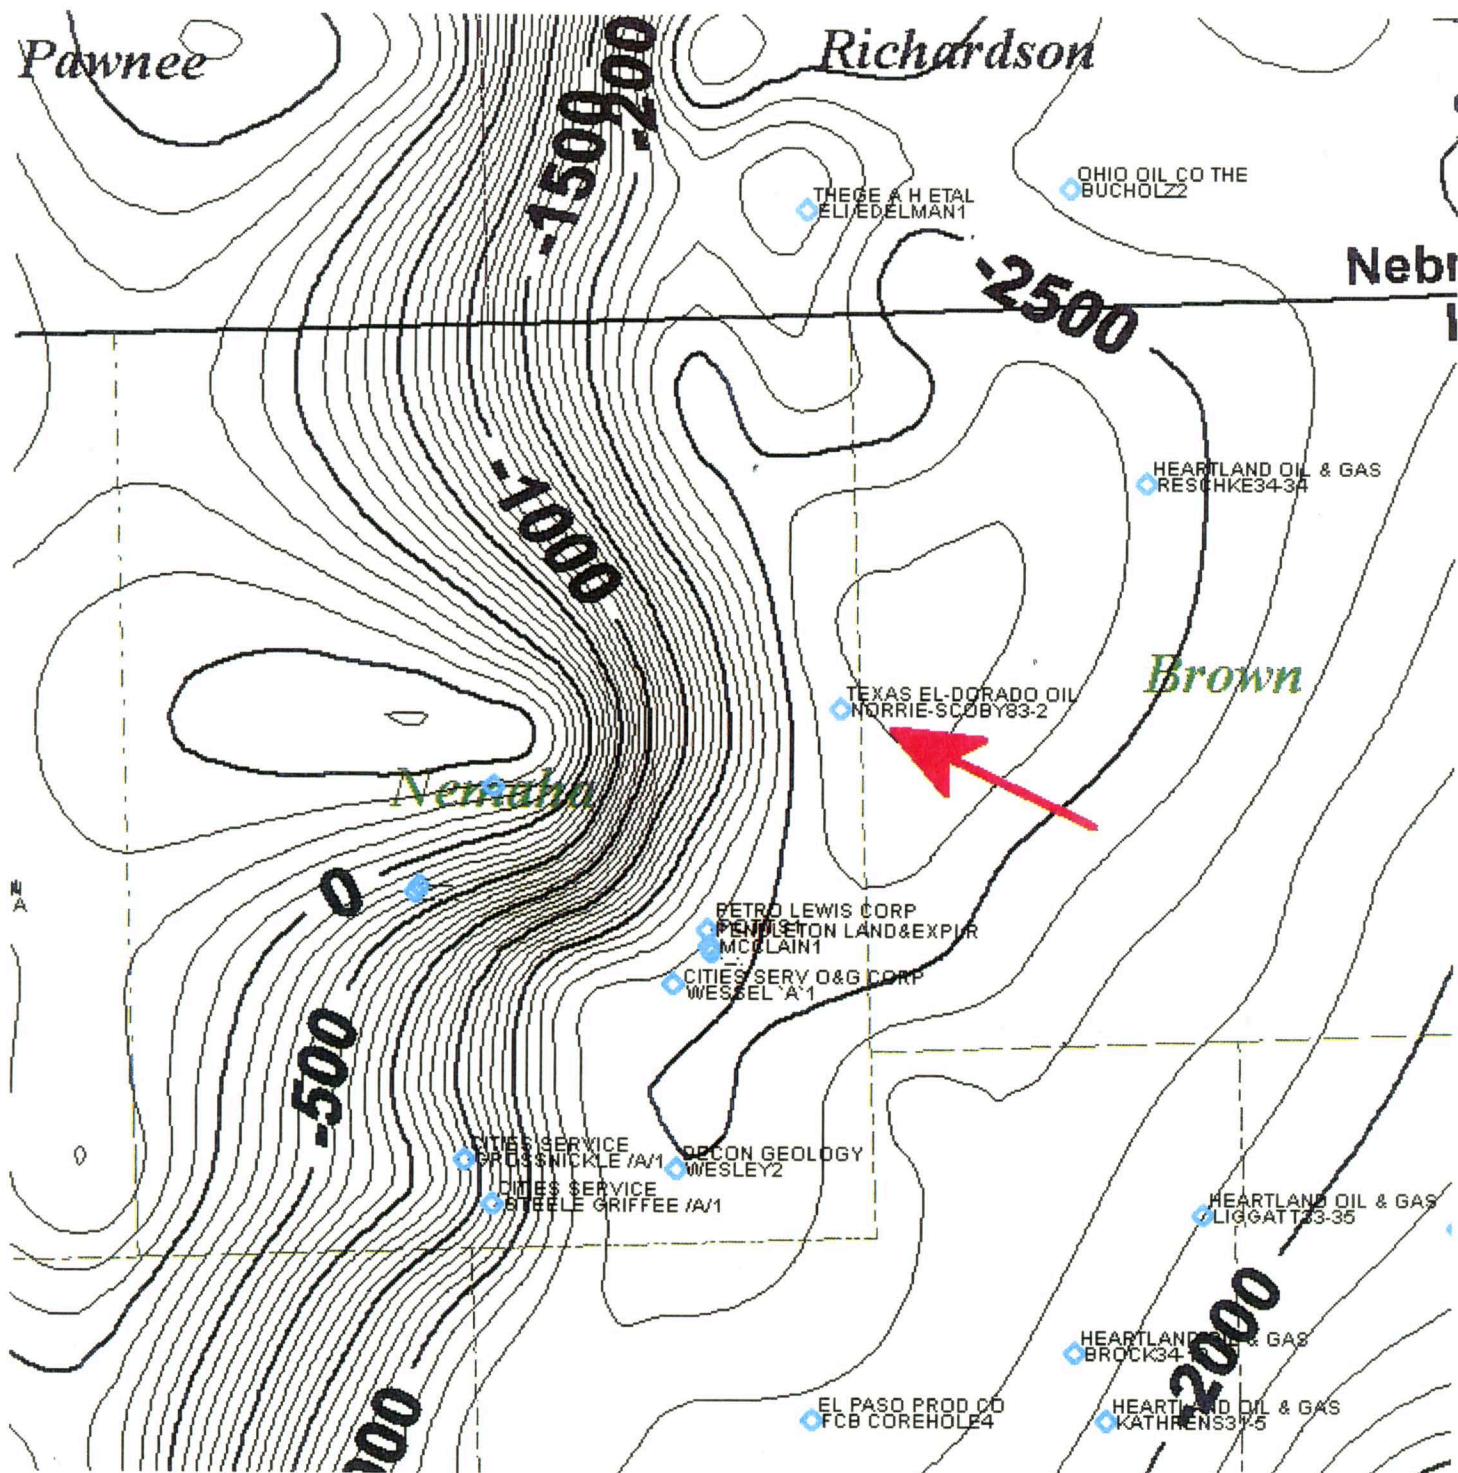 Pawnee
Richardson
-200
-1500
OHIO OIL CO THE
BUCHOLZ2
THEGE A H ETAL
ELI EDELMAN1
Nebr
-2500
HEARTLAND OIL & GAS
RESCHKE34-34
-1000
Brown
TEXAS EL-DORADO OIL
NORRIE-SCOBY83-2
Nemaha
0
A
PETRO LEWIS CORP
PENDLETON LAND&EXPLR
MCCLAIN1
CITIES SERV O&G CORP
WESSEL `A`1
-500
CITIES SERVICE
GROSSNICKLE /A/1
DECON GEOLOGY
WESLEY2
CITIES SERVICE
STEELE GRIFFEE /A/1
HEARTLAND OIL & GAS
LIGGATT33-35
-2000
HEARTLAND OIL & GAS
EL PASO PROD CO
FCB COREHOLE4
HEARTLAND OIL & GAS
KATHRENS31-5
000